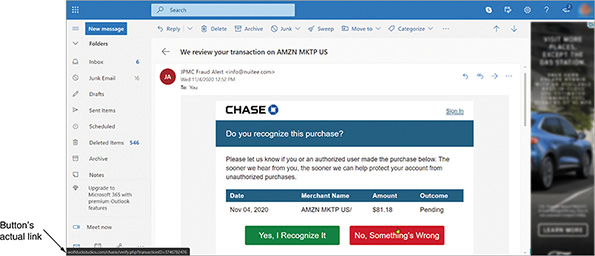 Search
New message
Reply
Delete
Archive
Junk
Sweep
Move to
Categorize
Folders
Inbox 6
Junk Email 16
Drafts
Sent Items
Scheduled
Deleted Items 546
Archive
Notes
Upgrade to
Microsoft 365 with
premium Outlook
features
Meet now
We review your transaction on AMZN MKTP US
JA
JPMC Fraud Alert <info@nuitee.com>
Wed 11/4/2020 12:52 PM
To: You
CHASE
Sign In
Do you recognize this purchase?
Please let us know if you or an authorized user made the purchase below. The
sooner we hear from you, the sooner we can help protect your account from
unauthorized purchases.
Date Merchant Name Amount Outcome
Nov 04, 2020 AMZN MKTP US/ $81.18 Pending
Yes, I Recognize It
No, Something's Wrong
VISIT MORE
PLACES,
EXCEPT
THE GAS
STATION.
LEARN MORE
Button's
actual link